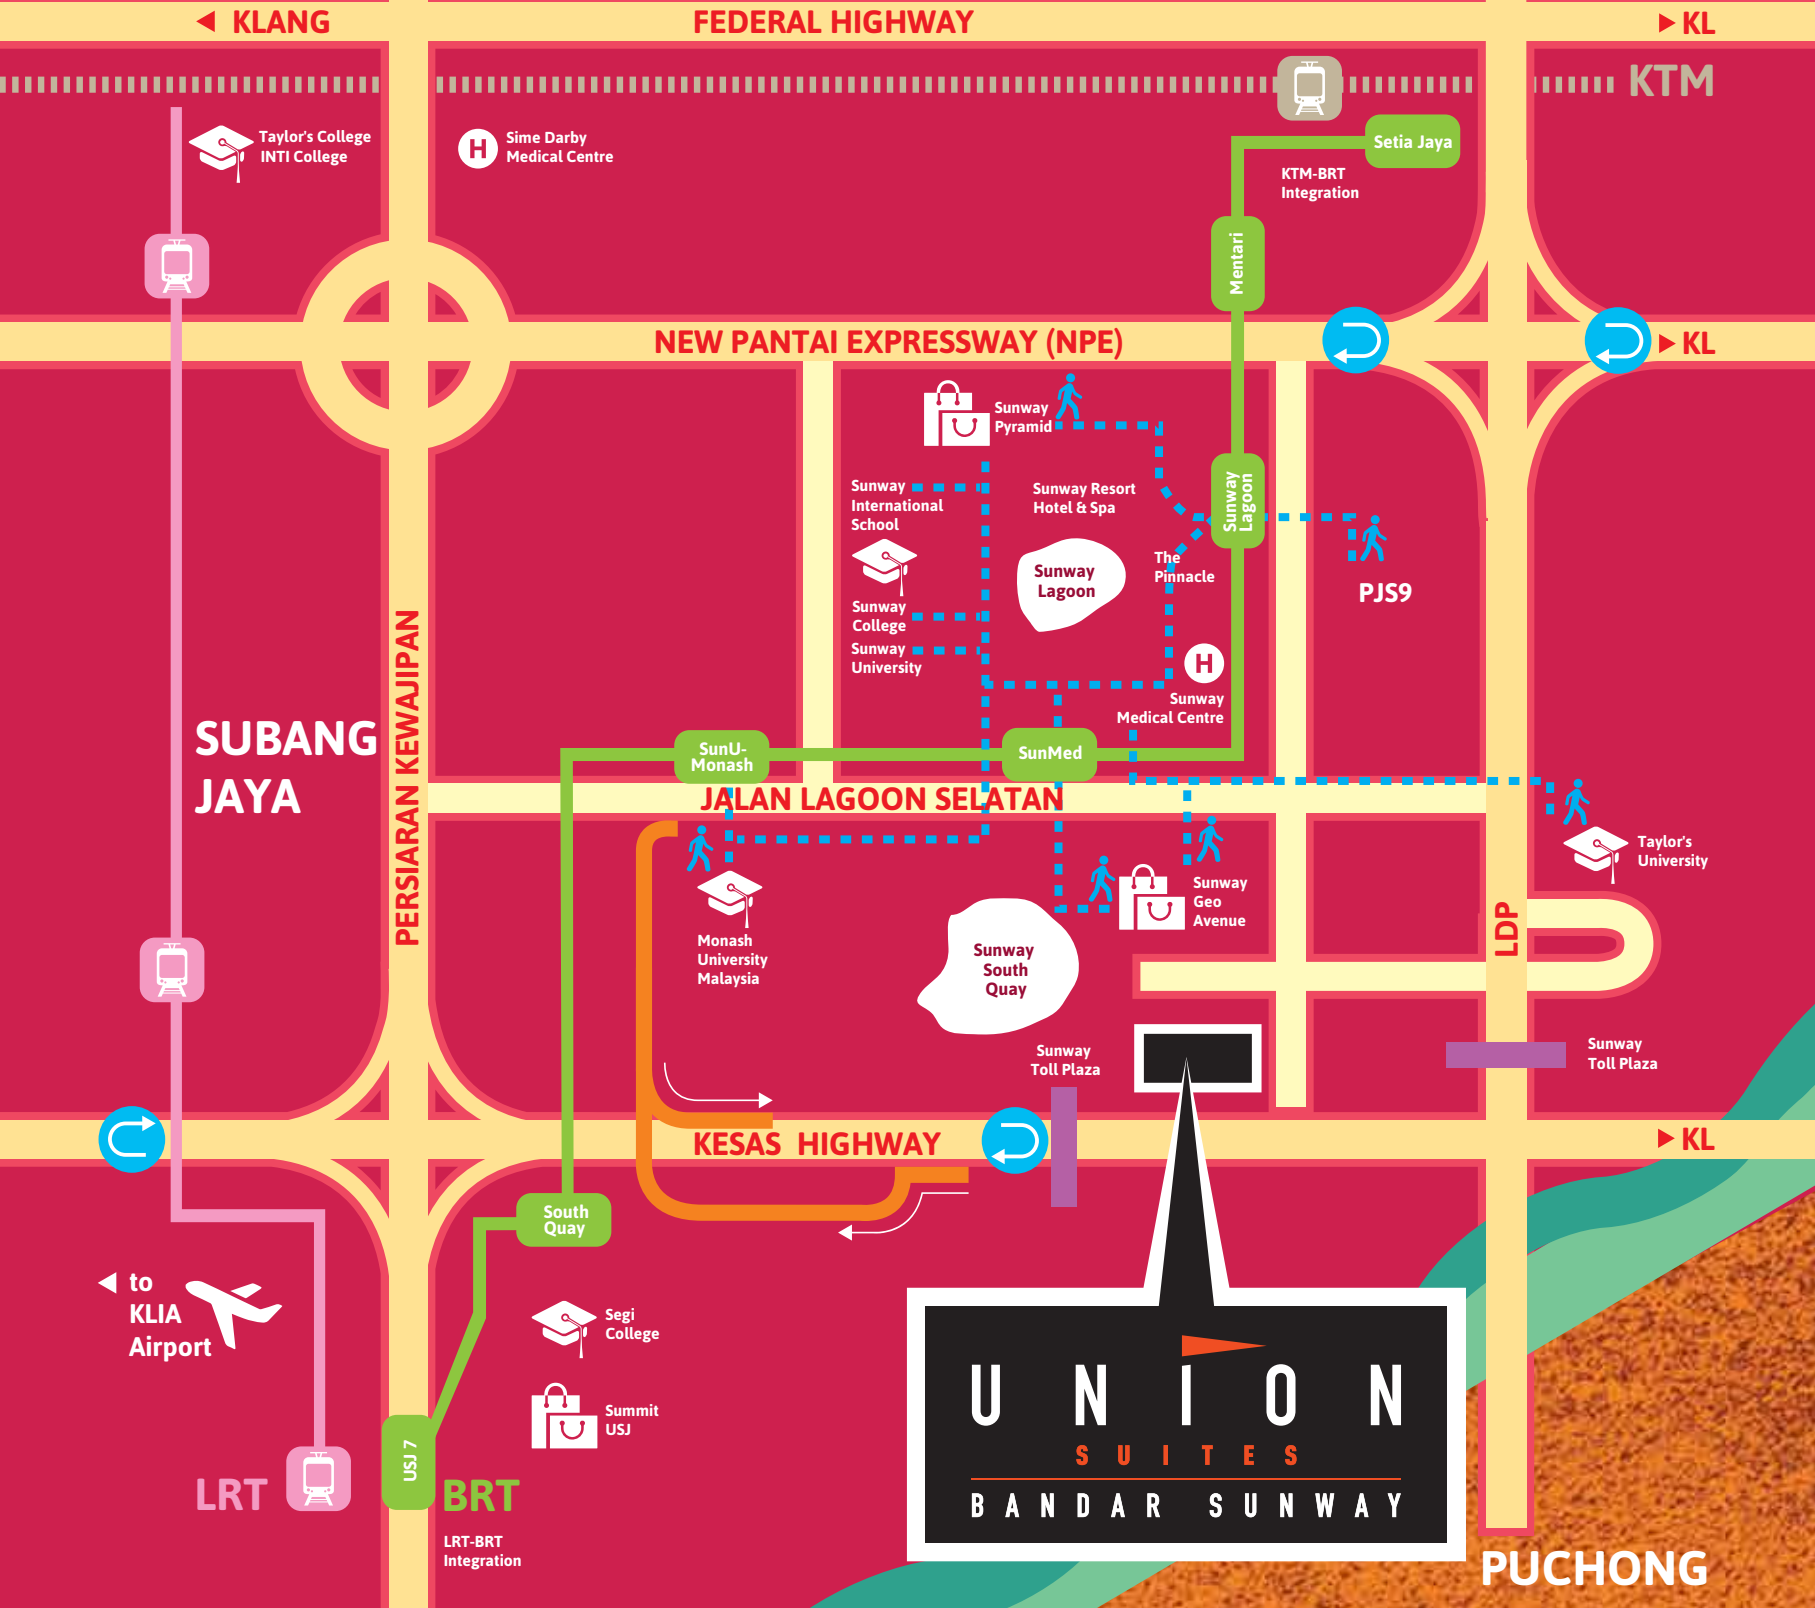 KLANG
FEDERAL HIGHWAY
KL
KTM
Taylor's College
INTI College
H
Sime Darby
Medical Centre
Setia Jaya
KTM-BRT
Integration
Mentari
NEW PANTAI EXPRESSWAY (NPE)
KL
Sunway
Pyramid
Sunway
International
School
Sunway Resort
Hotel & Spa
Sunway
Lagoon
The
Pinnacle
Sunway
Lagoon
PJS9
Sunway
College
Sunway
University
H
Sunway
Medical Centre
PERSIARAN KEWAJIPAN
SUBANG
JAYA
SunU-
Monash
SunMed
JALAN LAGOON SELATAN
Taylor's
University
Sunway
Geo
Avenue
Monash
University
Malaysia
Sunway
South
Quay
LDP
Sunway
Toll Plaza
Sunway
Toll Plaza
KESAS HIGHWAY
KL
South
Quay
to
KLIA
Airport
Segi
College
Summit
USJ
LRT
USJ 7
BRT
LRT-BRT
Integration
UNION
SUITES
BANDAR SUNWAY
PUCHONG